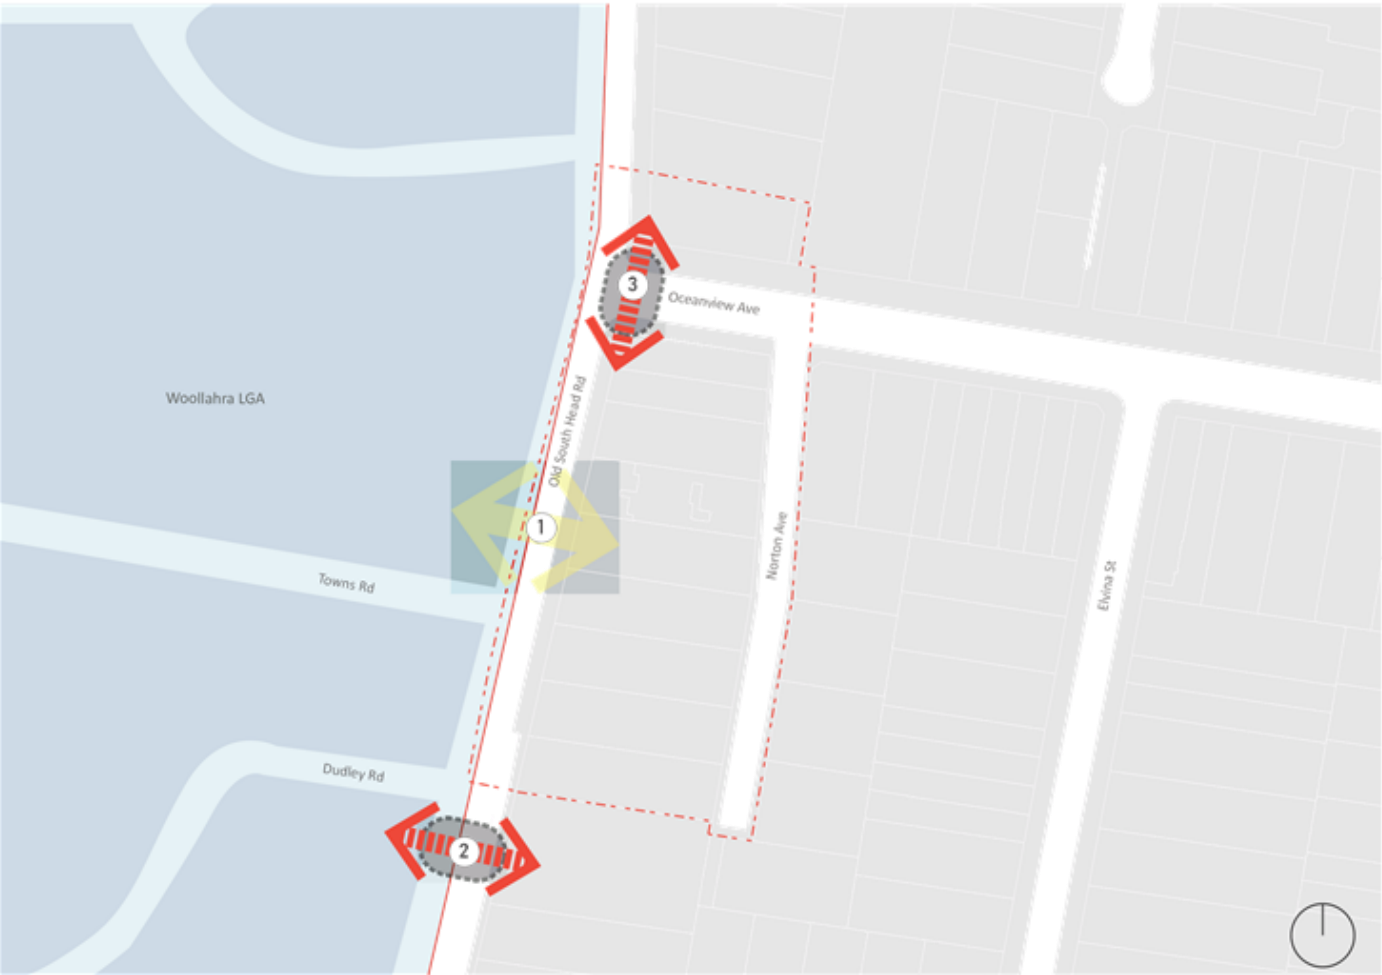 3
Oceanview Ave
Old South Head Rd
Woollahra LGA
1
Norton Ave
Towns Rd
Elvina St
Dudley Rd
2